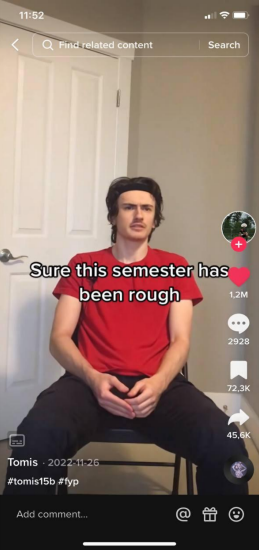 11:52
Find related content
Search
Sure this semester has
been rough
1,2M
2928
72,3K
45,6K
Tomis · 2022-11-26
#tomis15b #fyp
Add comment...